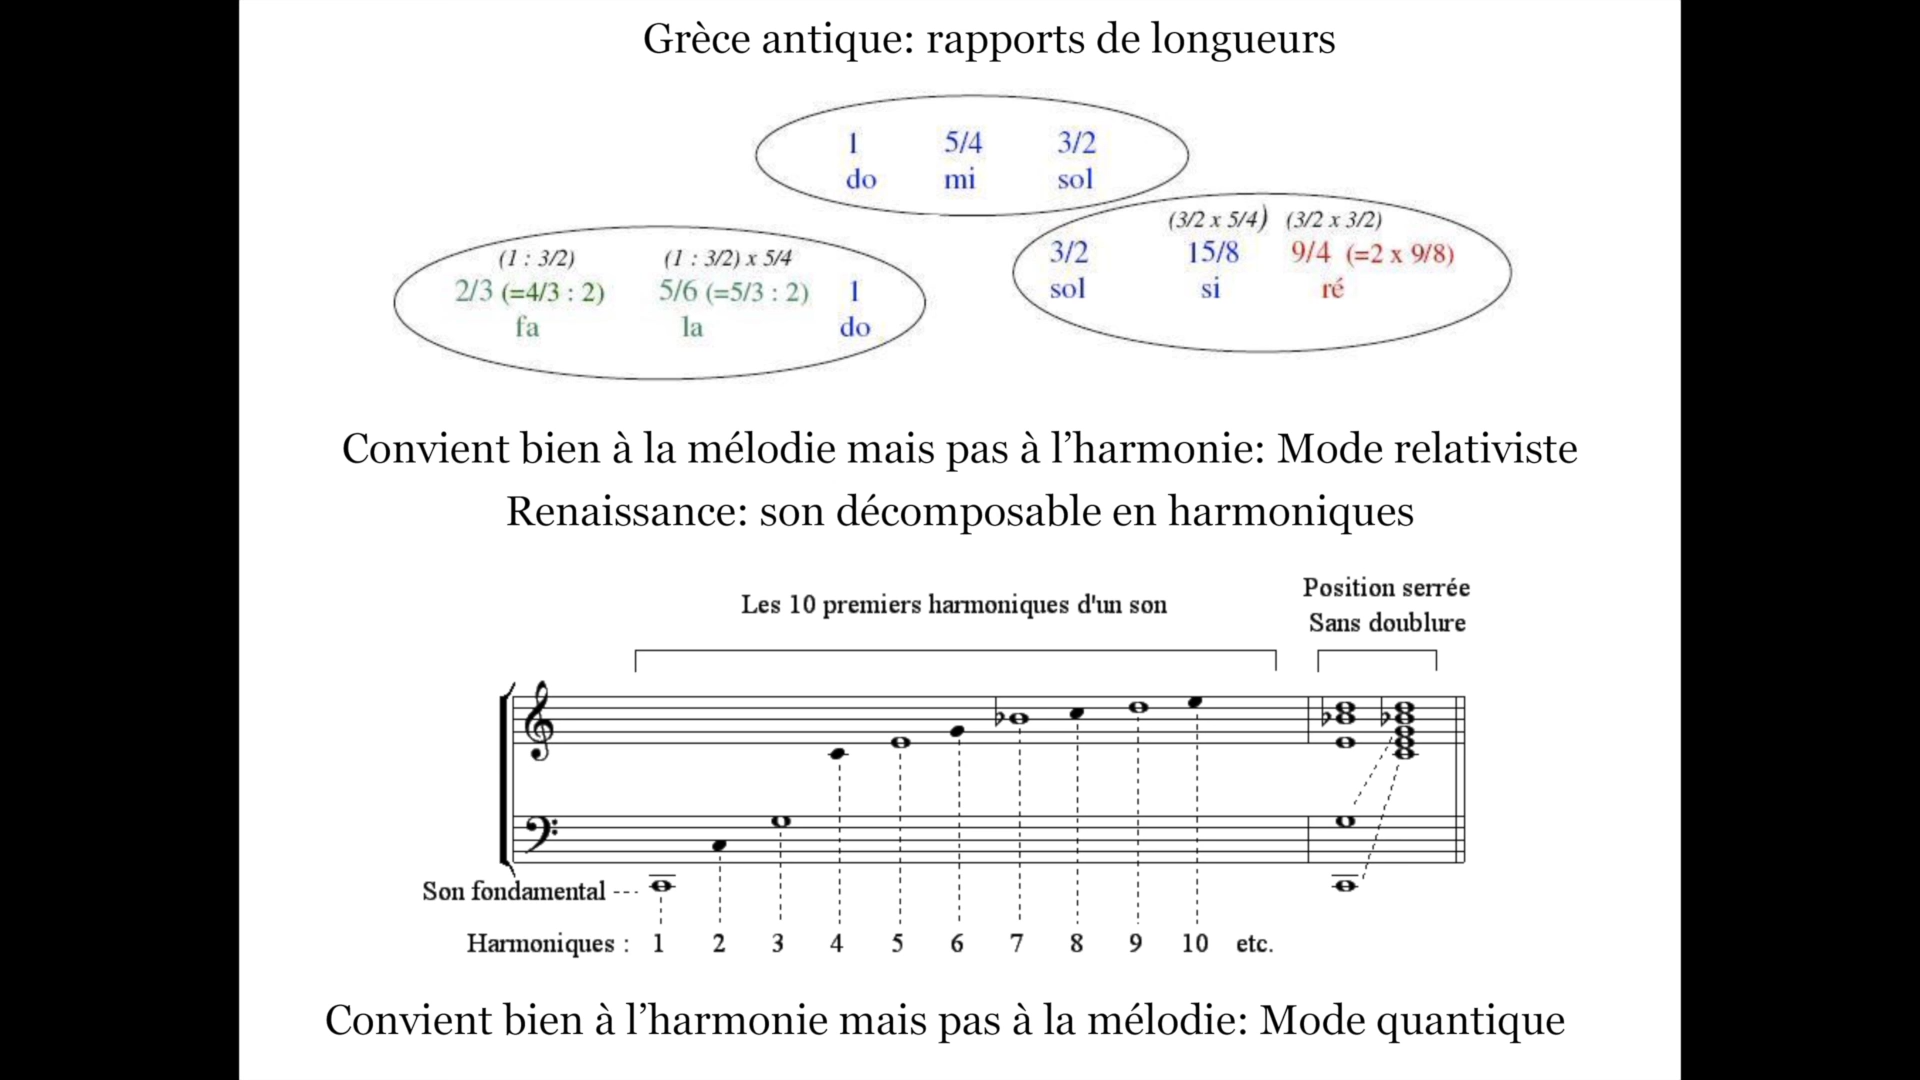 Grèce antique: rapports de longueurs
1 5/4 3/2
do mi sol
(3/2 x 5/4) (3/2 x 3/2)
3/2 15/8 9/4 (=2 x 9/8)
sol si ré
(1 : 3/2) (1 : 3/2) x 5/4
2/3 (=4/3 : 2) 5/6 (=5/3 : 2) 1
fa la do
Convient bien à la mélodie mais pas à l’harmonie: Mode relativiste
Renaissance: son décomposable en harmoniques
Les 10 premiers harmoniques d'un son
Position serrée
Sans doublure
Son fondamental ---
Harmoniques : 1 2 3 4 5 6 7 8 9 10 etc.
Convient bien à l’harmonie mais pas à la mélodie: Mode quantique